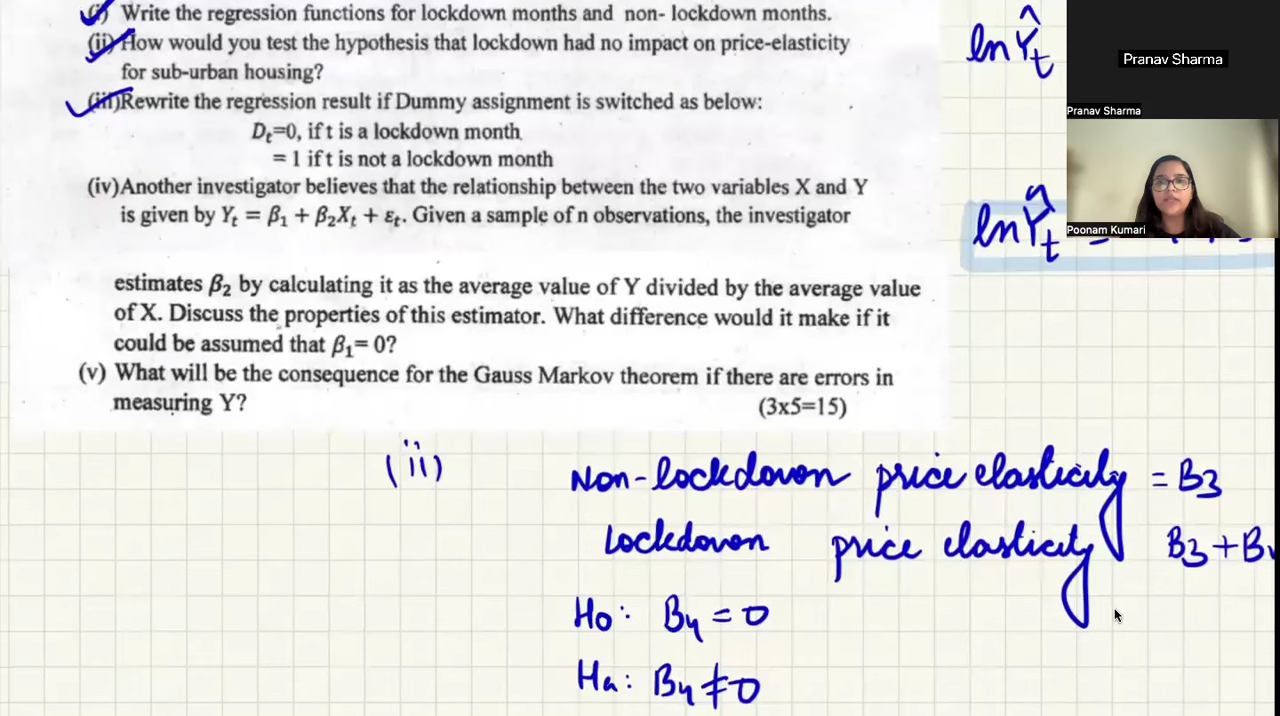 (i) Write the regression functions for lockdown months and non- lockdown months.
(ii) How would you test the hypothesis that lockdown had no impact on price-elasticity
for sub-urban housing?
(iii)Rewrite the regression result if Dummy assignment is switched as below:
Dt=0, if t is a lockdown month
= 1 if t is not a lockdown month
(iv)Another investigator believes that the relationship between the two variables X and Y
is given by Yt = β1 + β2Xt + εt. Given a sample of n observations, the investigator
estimates β2 by calculating it as the average value of Y divided by the average value
of X. Discuss the properties of this estimator. What difference would it make if it
could be assumed that β1= 0?
(v) What will be the consequence for the Gauss Markov theorem if there are errors in
measuring Y?
(3x5=15)
ln Ŷt
ln Ŷt =
Pranav Sharma
Pranav Sharma
Poonam Kumari
(ii)
Non-lockdown price elasticity = B3
Lockdown price elasticity B3+B
Ho: B4 = 0
Ha: B4 ≠ 0